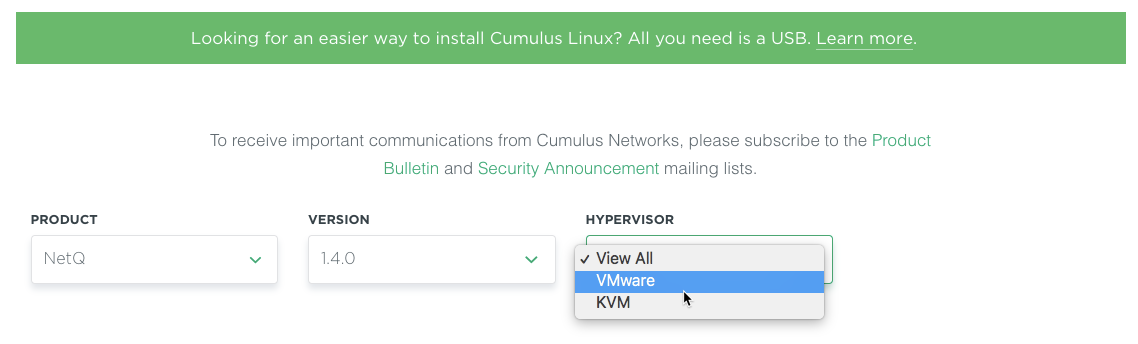 Looking for an easier way to install Cumulus Linux? All you need is a USB. Learn more.
To receive important communications from Cumulus Networks, please subscribe to the Product
Bulletin and Security Announcement mailing lists.
PRODUCT
NetQ
VERSION
1.4.0
HYPERVISOR
✓ View All
VMware
KVM